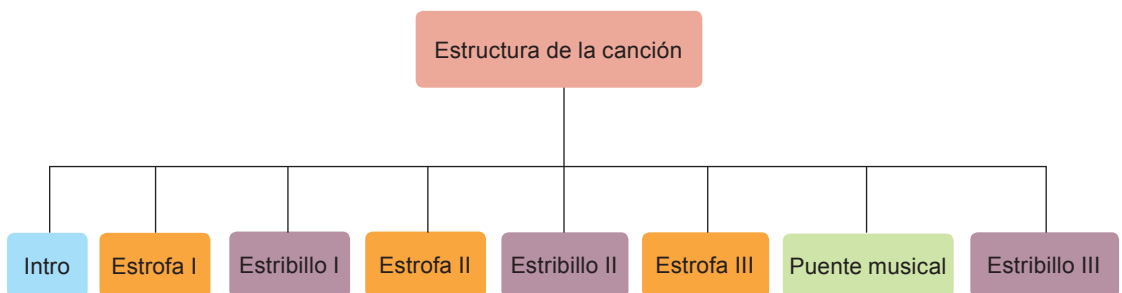 Estructura de la canción
Intro
Estrofa I
Estribillo I
Estrofa II
Estribillo II
Estrofa III
Puente musical
Estribillo III